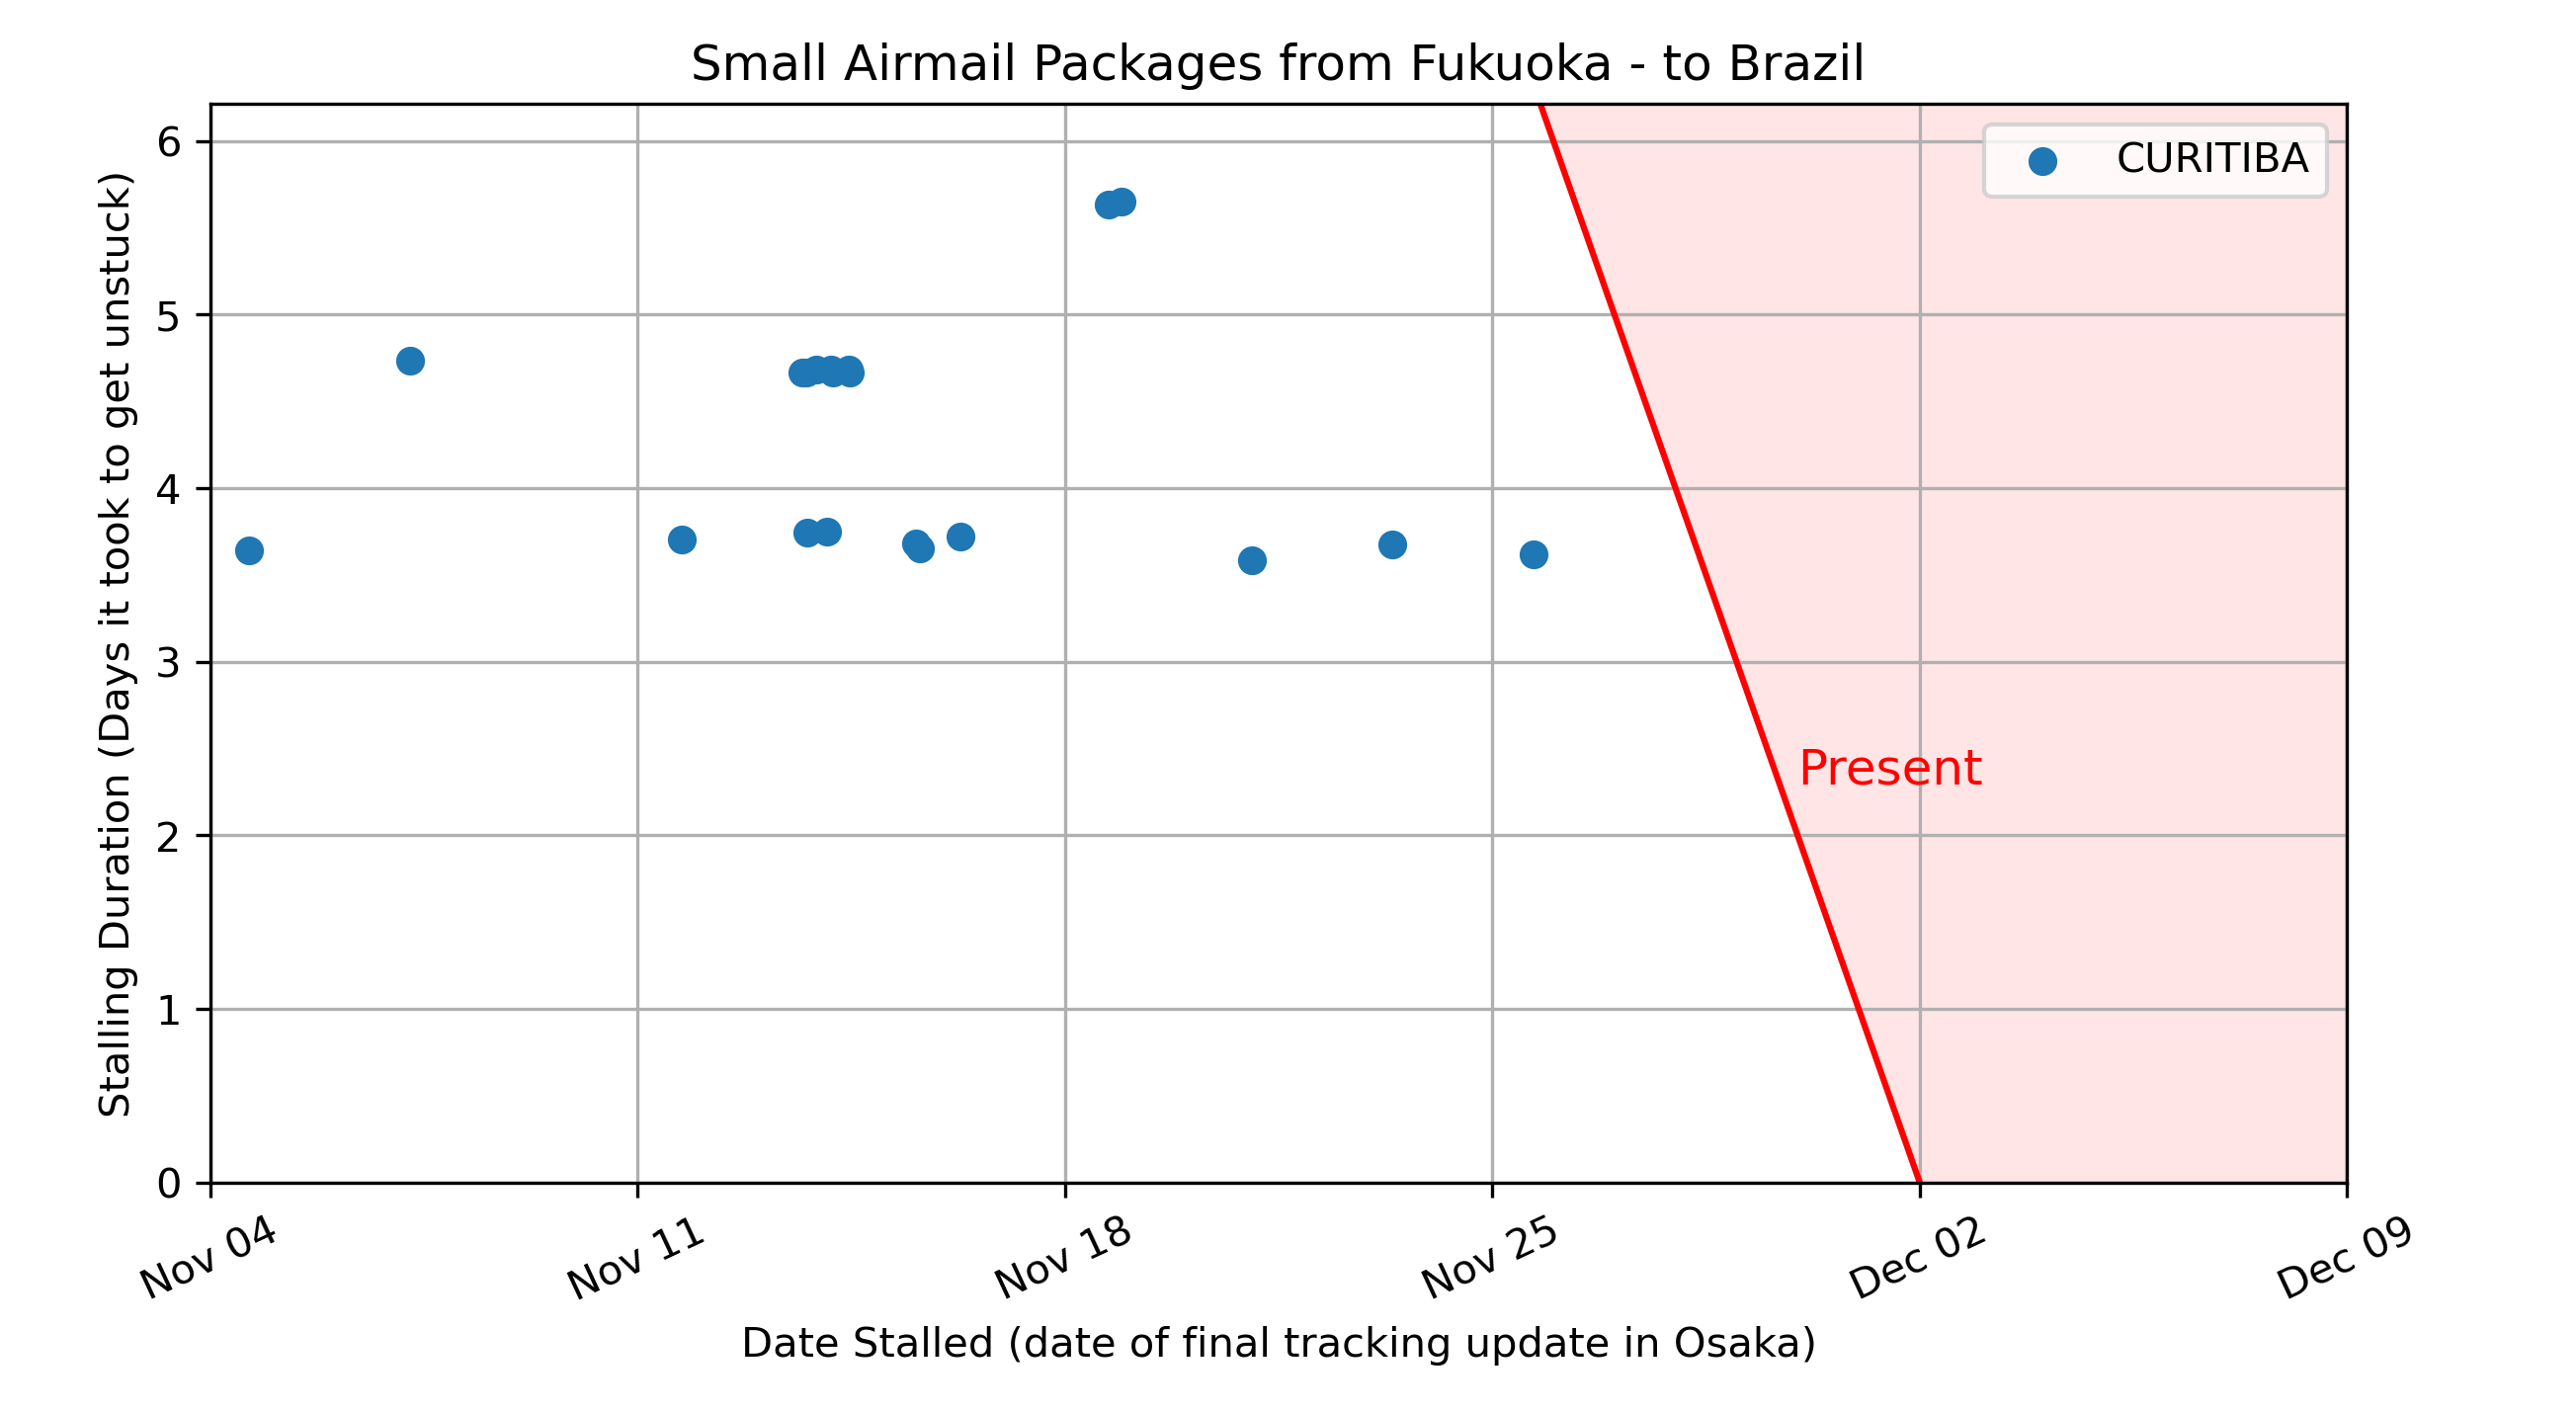 Small Airmail Packages from Fukuoka - to Brazil
Stalling Duration (Days it took to get unstuck)
6
5
4
3
2
1
0
CURITIBA
Present
Nov 04
Nov 11
Nov 18
Nov 25
Dec 02
Dec 09
Date Stalled (date of final tracking update in Osaka)